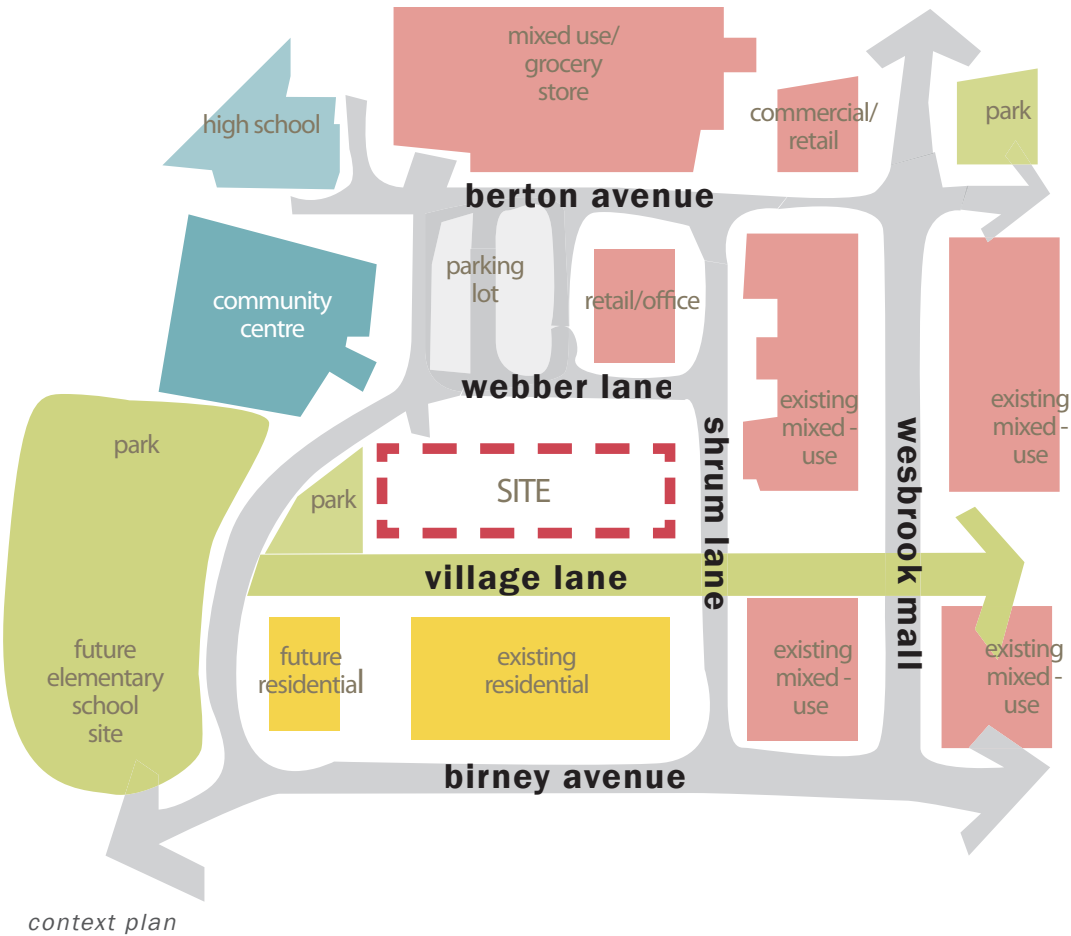 mixed use/
grocery
store
high school
commercial/
retail
park
berton avenue
community
centre
parking
lot
retail/office
webber lane
existing
mixed -
use
existing
mixed -
use
park
park
SITE
shrum lane
wesbrook mall
village lane
future
elementary
school
site
future
residential
existing
residential
existing
mixed -
use
existing
mixed -
use
birney avenue
context plan